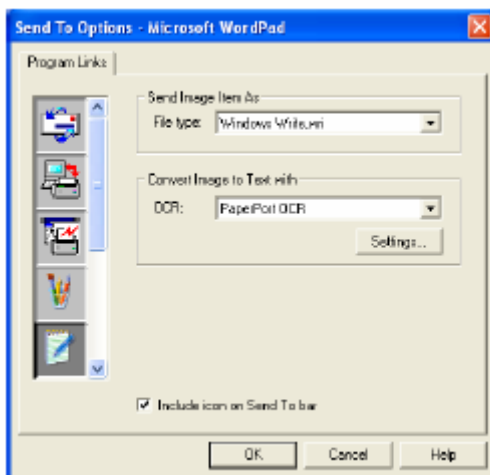 Send To Options - Microsoft WordPad
Program Links
Send Image Item As
File type: Windows Write.wri
Convert Image to Text with
OCR: PaperPort OCR
Settings...
Include icon on Send To bar
OK Cancel Help